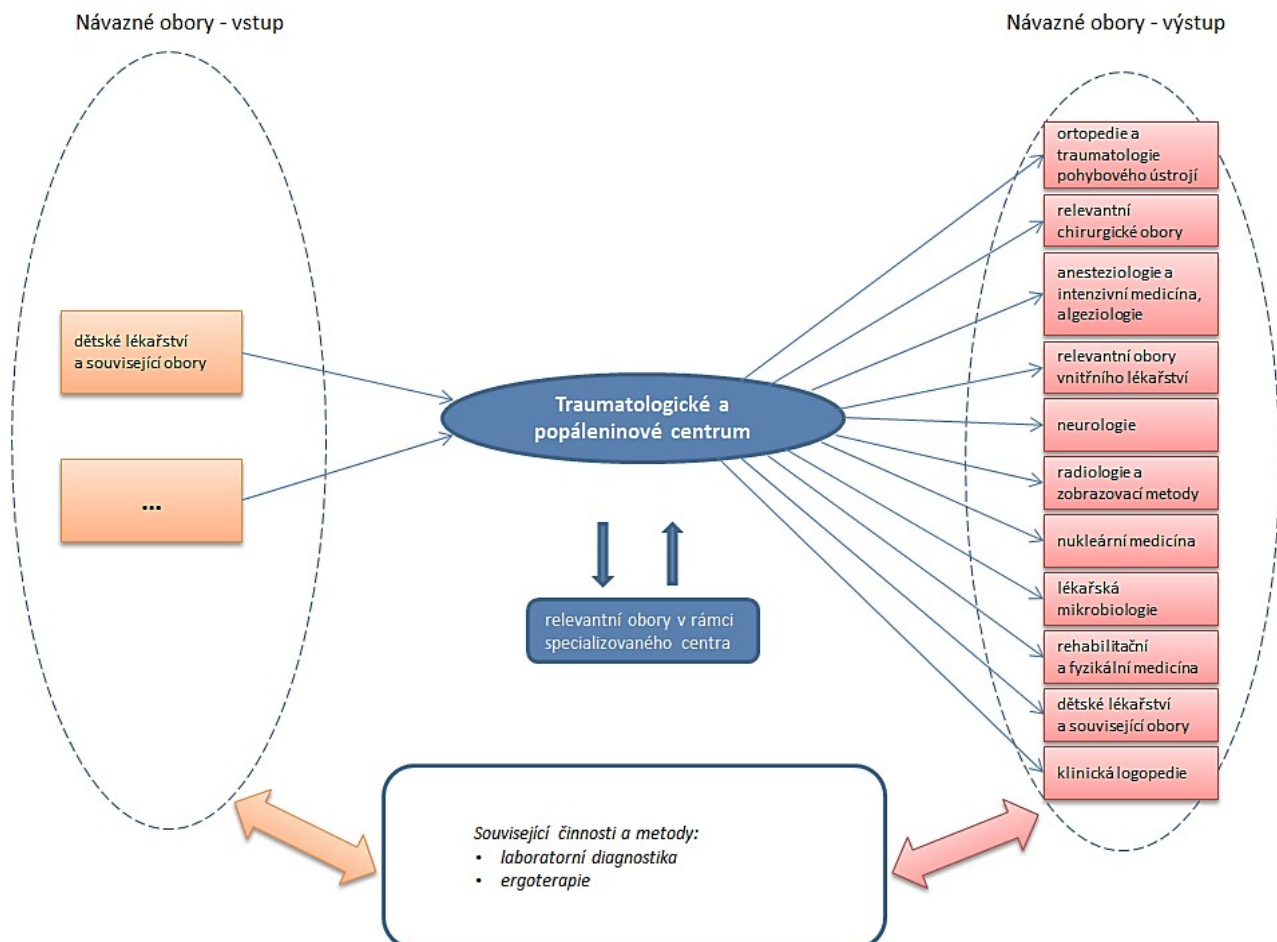 Návazné obory - vstup
Návazné obory - výstup
dětské lékařství
a související obory
...
Traumatologické a
popáleninové centrum
relevantní obory v rámci
specializovaného centra
ortopedie a
traumatologie
pohybového ústrojí
relevantní
chirurgické obory
anesteziologie a
intenzivní medicína,
algeziologie
relevantní obory
vnitřního lékařství
neurologie
radiologie a
zobrazovací metody
nukleární medicína
lékařská
mikrobiologie
rehabilitační
a fyzikální medicína
dětské lékařství
a související obory
klinická logopedie
Související činnosti a metody:
• laboratorní diagnostika
• ergoterapie